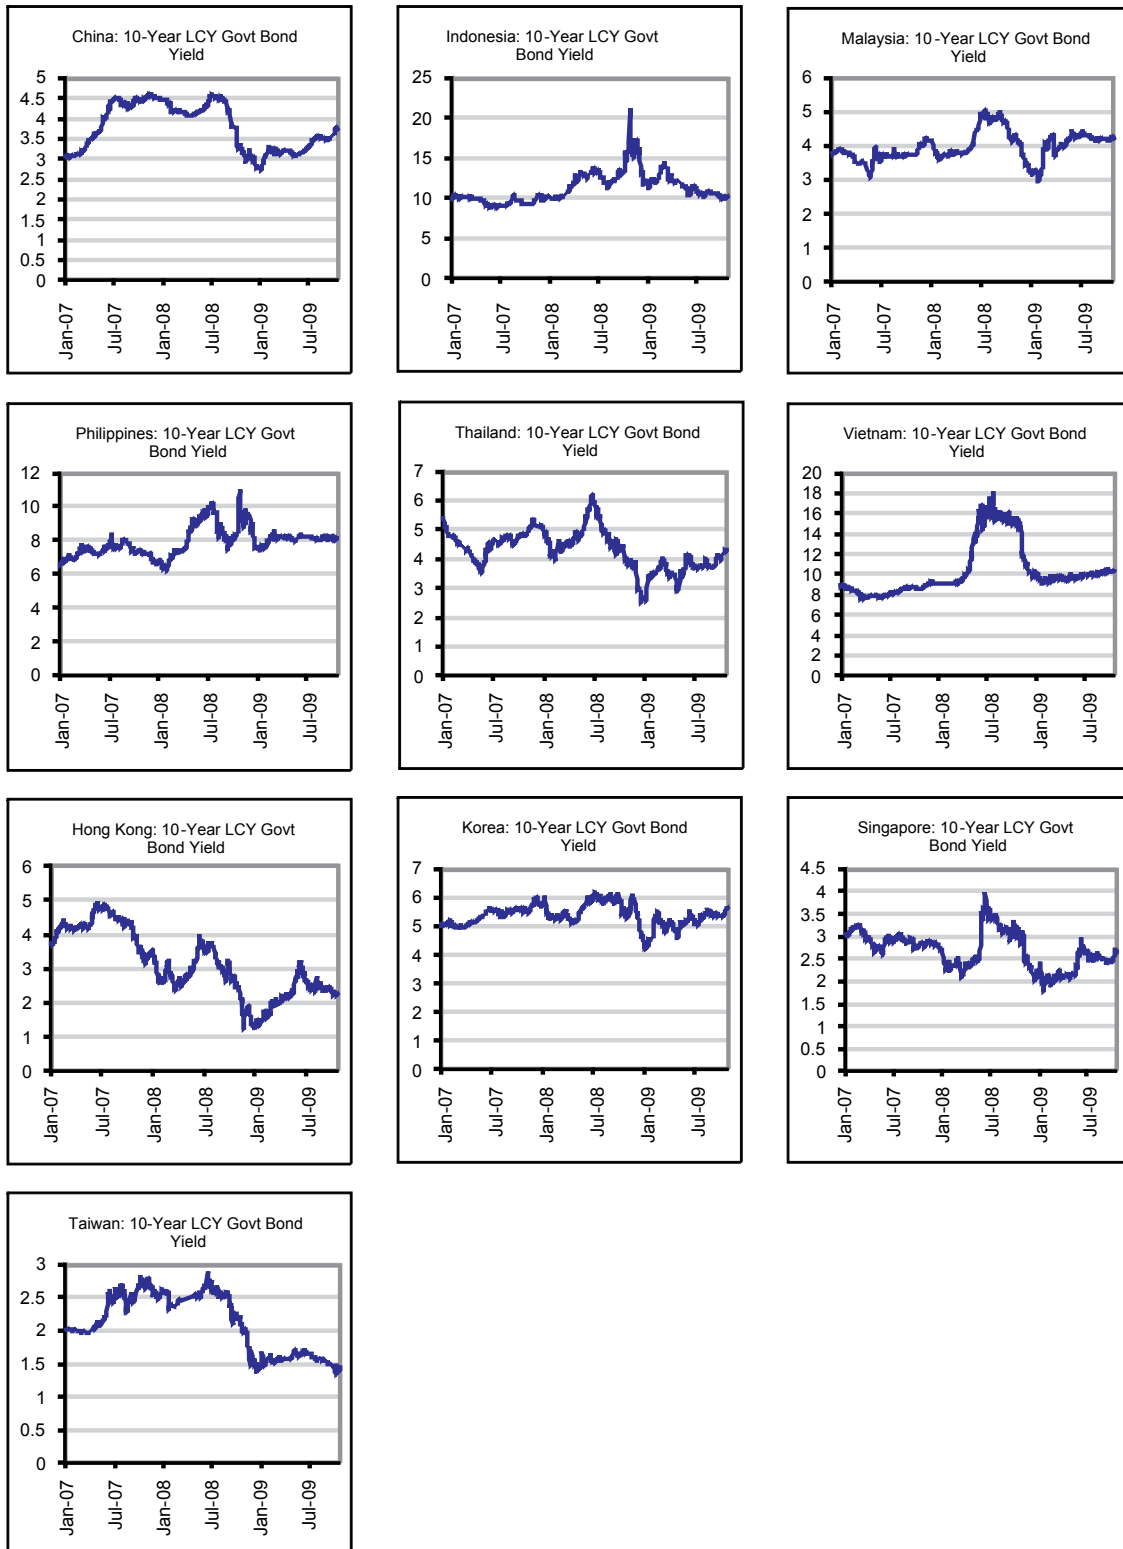 China: 10-Year LCY Govt Bond
Yield
5
4.5
4
3.5
3
2.5
2
1.5
1
0.5
0
Jan-07
Jul-07
Jan-08
Jul-08
Jan-09
Jul-09
Indonesia: 10-Year LCY Govt
Bond Yield
25
20
15
10
5
0
Jan-07
Jul-07
Jan-08
Jul-08
Jan-09
Jul-09
Malaysia: 10-Year LCY Govt Bond
Yield
6
5
4
3
2
1
0
Jan-07
Jul-07
Jan-08
Jul-08
Jan-09
Jul-09
Philippines: 10-Year LCY Govt
Bond Yield
12
10
8
6
4
2
0
Jan-07
Jul-07
Jan-08
Jul-08
Jan-09
Jul-09
Thailand: 10-Year LCY Govt Bond
Yield
7
6
5
4
3
2
1
0
Jan-07
Jul-07
Jan-08
Jul-08
Jan-09
Jul-09
Vietnam: 10-Year LCY Govt Bond
Yield
20
18
16
14
12
10
8
6
4
2
0
Jan-07
Jul-07
Jan-08
Jul-08
Jan-09
Jul-09
Hong Kong: 10-Year LCY Govt
Bond Yield
6
5
4
3
2
1
0
Jan-07
Jul-07
Jan-08
Jul-08
Jan-09
Jul-09
Korea: 10-Year LCY Govt Bond
Yield
7
6
5
4
3
2
1
0
Jan-07
Jul-07
Jan-08
Jul-08
Jan-09
Jul-09
Singapore: 10-Year LCY Govt
Bond Yield
4.5
4
3.5
3
2.5
2
1.5
1
0.5
0
Jan-07
Jul-07
Jan-08
Jul-08
Jan-09
Jul-09
Taiwan: 10-Year LCY Govt Bond
Yield
3
2.5
2
1.5
1
0.5
0
Jan-07
Jul-07
Jan-08
Jul-08
Jan-09
Jul-09